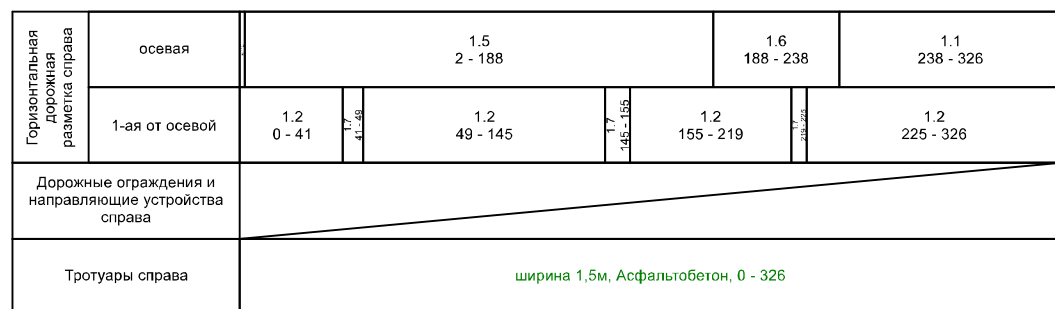 Горизонтальная
дорожная
разметка справа
осевая
1.5
2 - 188
1.6
188 - 238
1.1
238 - 326
1-ая от осевой
1.2
0 - 41
1.7
41 - 49
1.2
49 - 145
1.7
145 - 155
1.2
155 - 219
1.7
219 - 225
1.2
225 - 326
Дорожные ограждения и
направляющие устройства
справа
Тротуары справа
ширина 1,5м, Асфальтобетон, 0 - 326